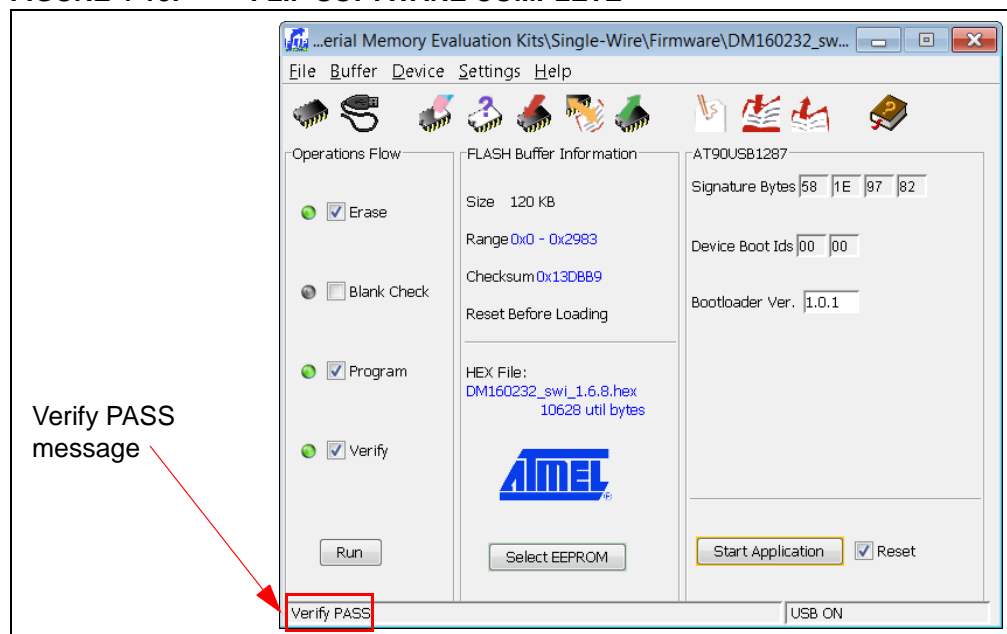 ...erial Memory Evaluation Kits\Single-Wire\Firmware\DM160232_sw...
File Buffer Device Settings Help
Operations Flow
Erase
Blank Check
Program
Verify
Run
FLASH Buffer Information
Size 120 KB
Range 0x0 - 0x2983
Checksum 0x13DBB9
Reset Before Loading
HEX File:
DM160232_swi_1.6.8.hex
10628 util bytes
ATMEL
®
Select EEPROM
AT90USB1287
Signature Bytes 58 1E 97 82
Device Boot Ids 00 00
Bootloader Ver. 1.0.1
Start Application
Reset
Verify PASS
USB ON
Verify PASS
message